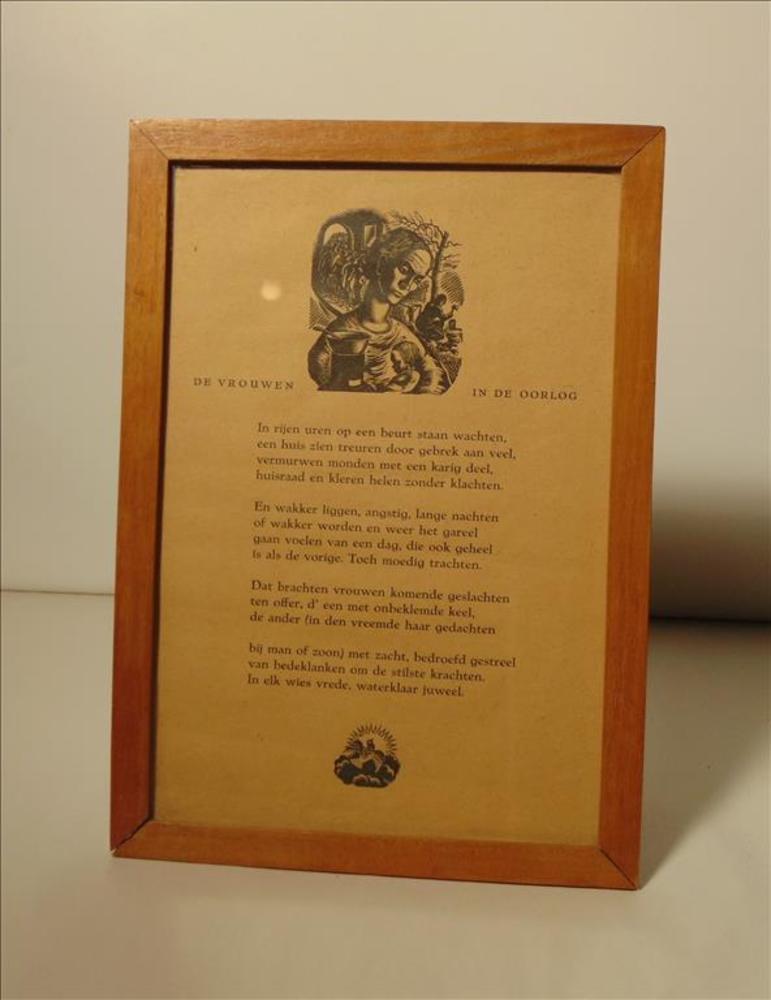 DE VROUWEN IN DE OORLOG
In rijen uren op een beurt staan wachten,
een huis zien treuren door gebrek aan veel,
vermurwen monden met een karig deel,
huisraad en kleren helen zonder klachten.
En wakker liggen, angstig, lange nachten
of wakker worden en weer het gareel
gaan voelen van een dag, die ook geheel
is als de vorige. Toch moedig trachten.
Dat brachten vrouwen komende geslachten
ten offer, d' een met onbeklemde keel,
de ander (in den vreemde haar gedachten
bij man of zoon) met zacht, bedroefd gestreel
van bedeklanken om de stilste krachten.
In elk wies vrede, waterklaar juweel.